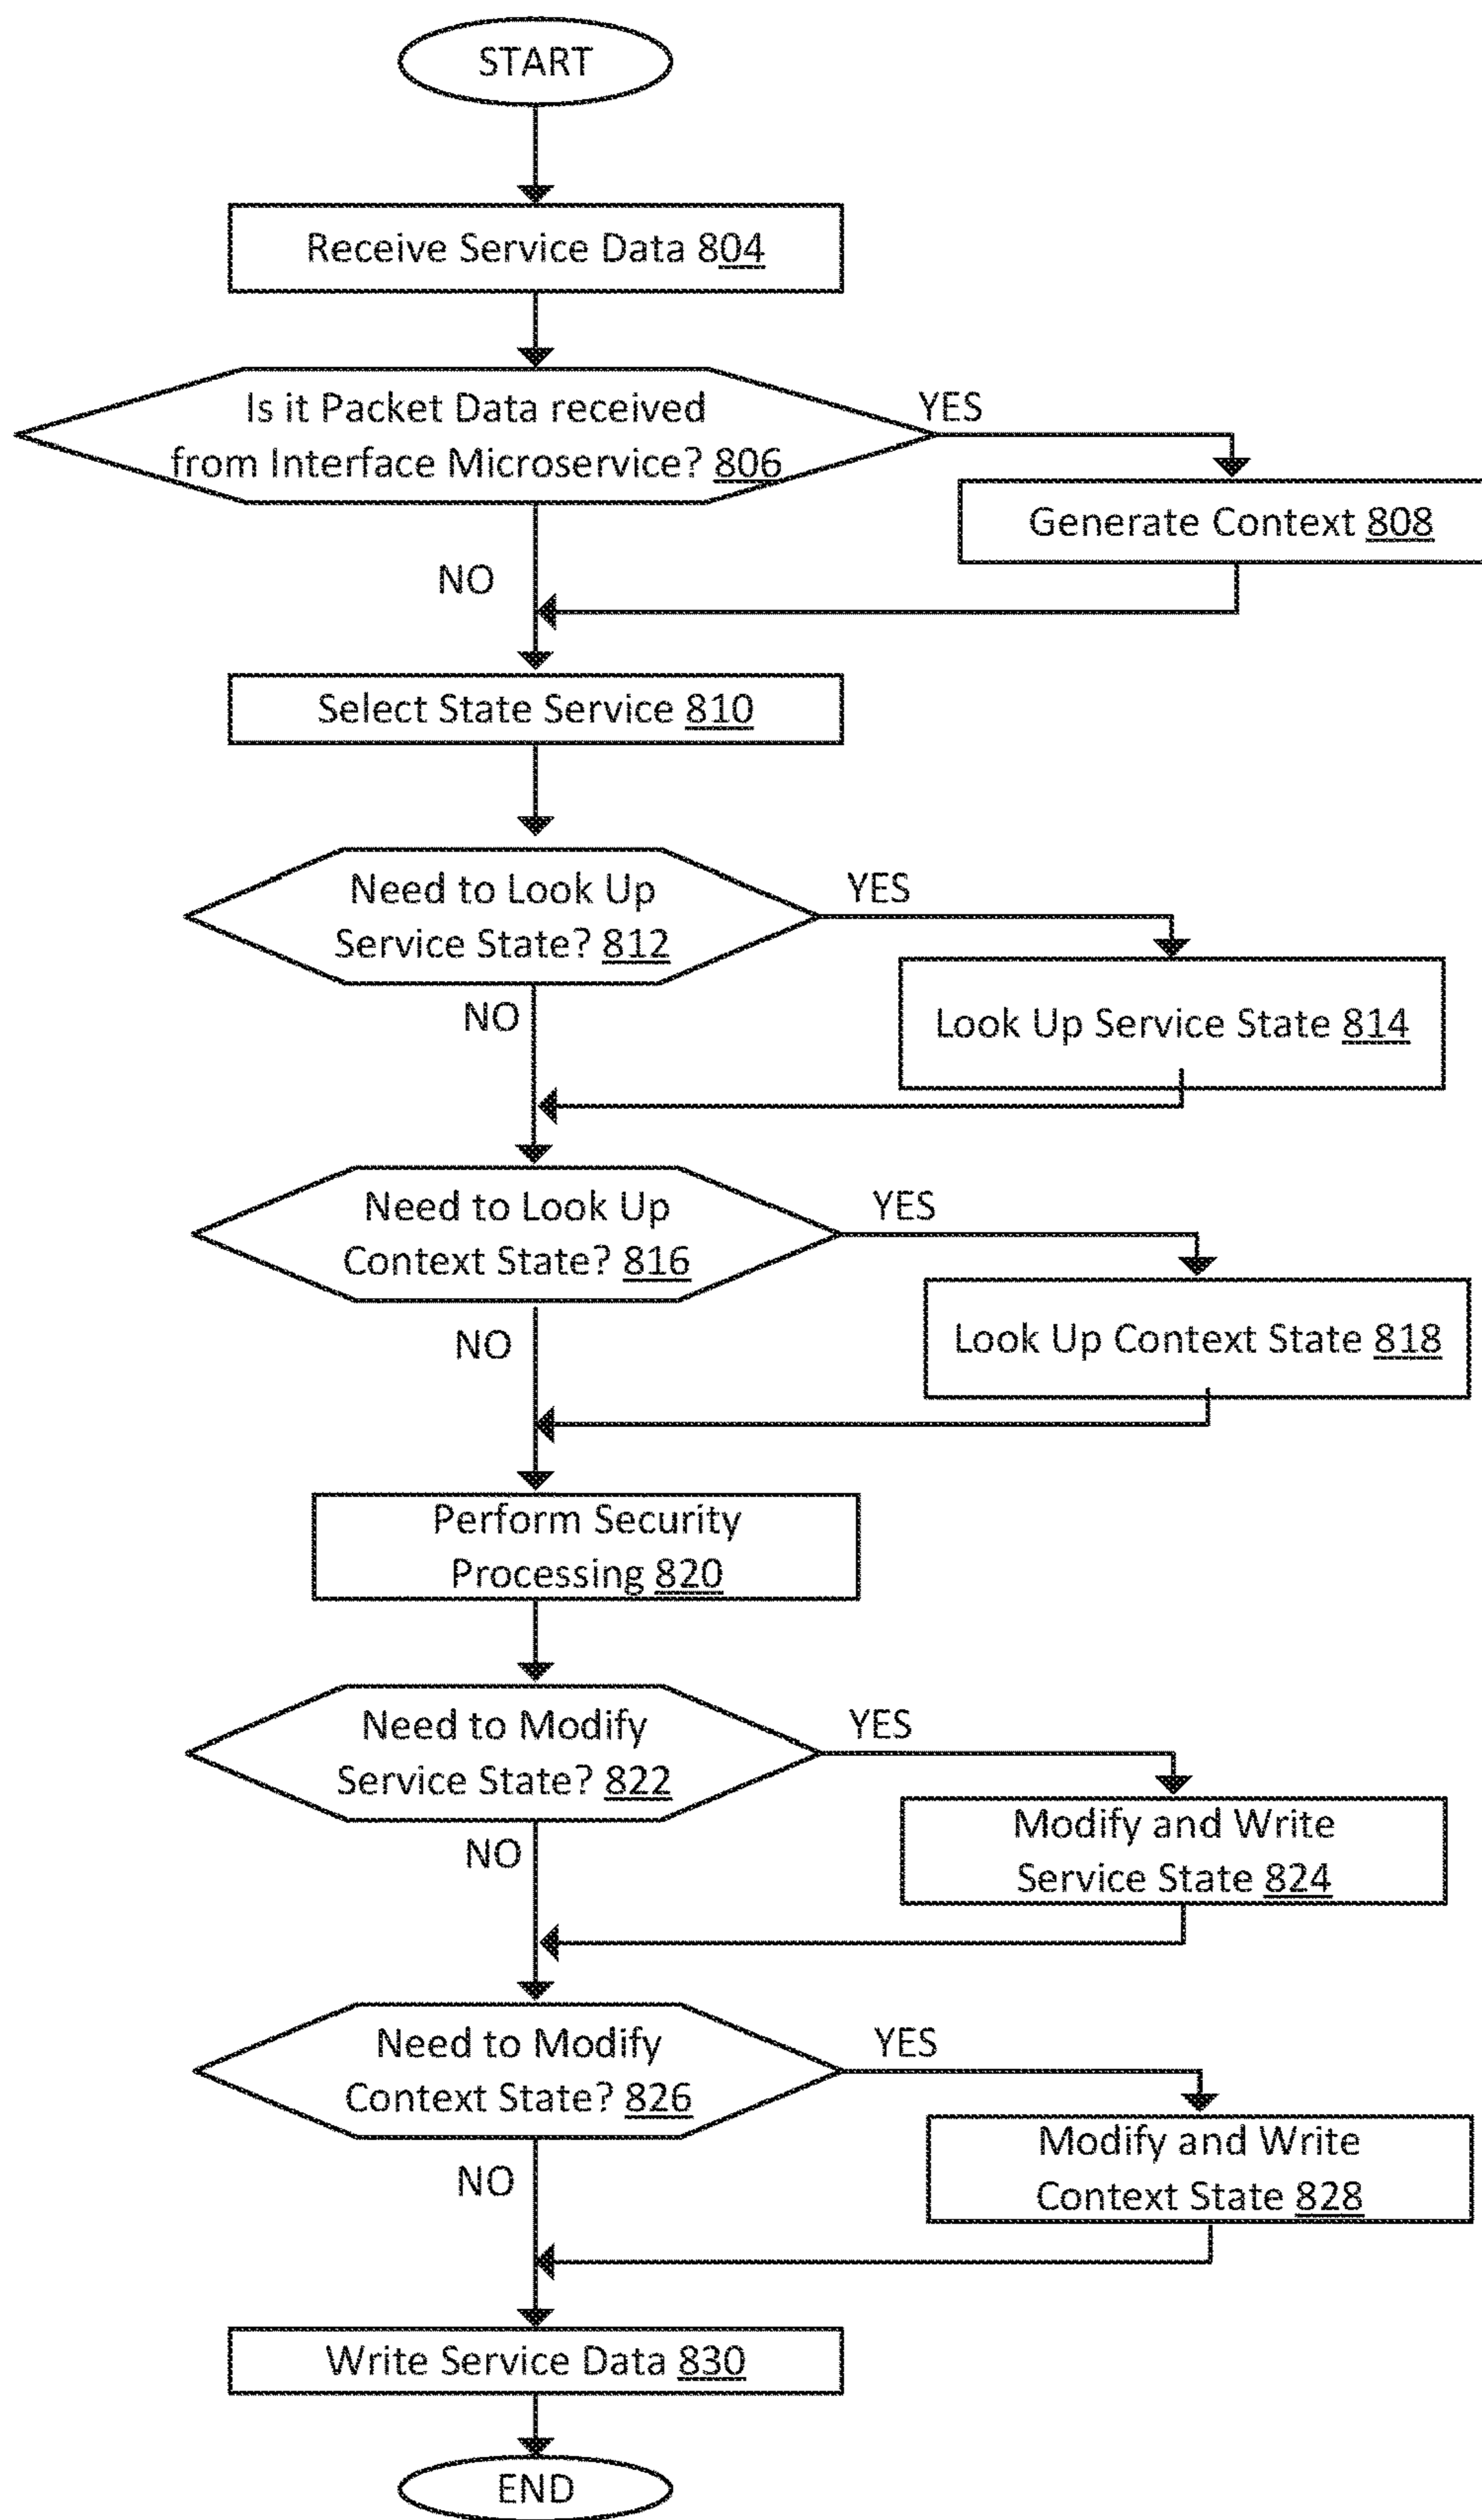 START
Receive Service Data 804
Is it Packet Data received
from Interface Microservice? 806
YES
Generate Context 808
NO
Select State Service 810
Need to Look Up
Service State? 812
YES
Look Up Service State 814
NO
Need to Look Up
Context State? 816
YES
Look Up Context State 818
NO
Perform Security
Processing 820
Need to Modify
Service State? 822
YES
Modify and Write
Service State 824
NO
Need to Modify
Context State? 826
YES
Modify and Write
Context State 828
NO
Write Service Data 830
END